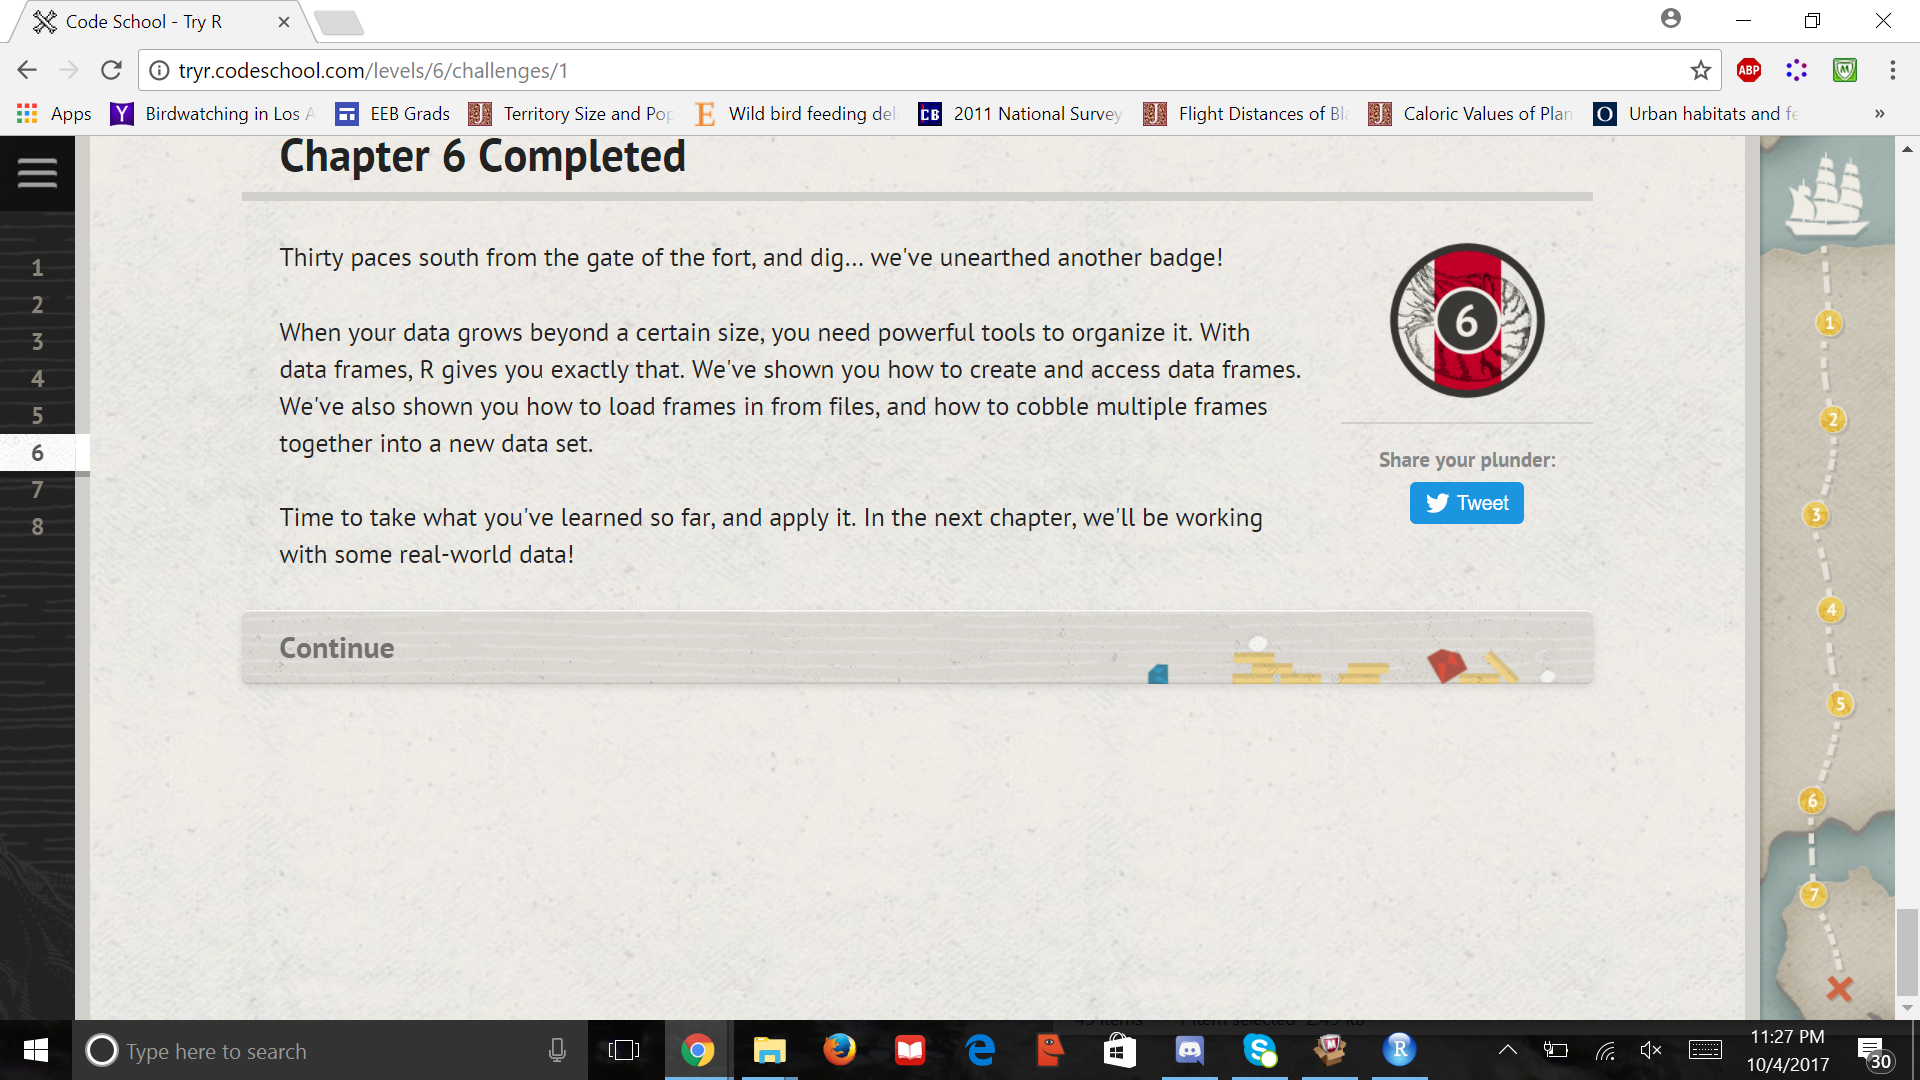 Code School - Try R
tryr.codeschool.com/levels/6/challenges/1
ABP
Apps
Birdwatching in Los A
EEB Grads
Territory Size and Pop
Wild bird feeding del
2011 National Survey
Flight Distances of Bla
Caloric Values of Plan
Urban habitats and fe
»
Chapter 6 Completed
Thirty paces south from the gate of the fort, and dig... we've unearthed another badge!
When your data grows beyond a certain size, you need powerful tools to organize it. With
data frames, R gives you exactly that. We've shown you how to create and access data frames.
We've also shown you how to load frames in from files, and how to cobble multiple frames
together into a new data set.
Time to take what you've learned so far, and apply it. In the next chapter, we'll be working
with some real-world data!
6
Share your plunder:
Tweet
Continue
1
2
3
4
5
6
7
8
1
2
3
4
5
6
7
Type here to search
11:27 PM
10/4/2017
30